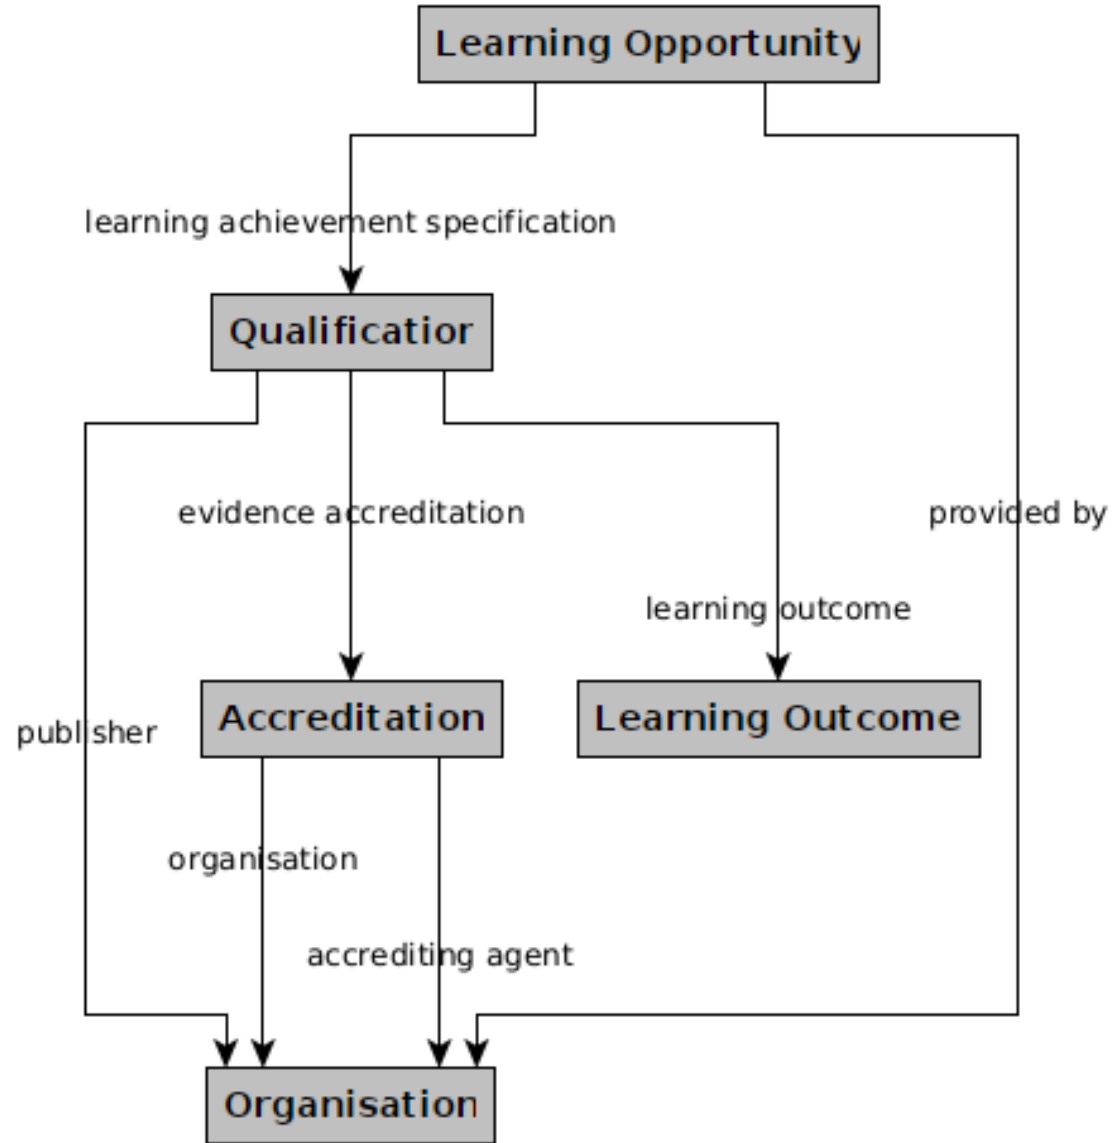 Learning Opportunity
learning achievement specification
Qualification
evidence accreditation
provided by
learning outcome
Accreditation
Learning Outcome
publisher
organisation
accrediting agent
Organisation